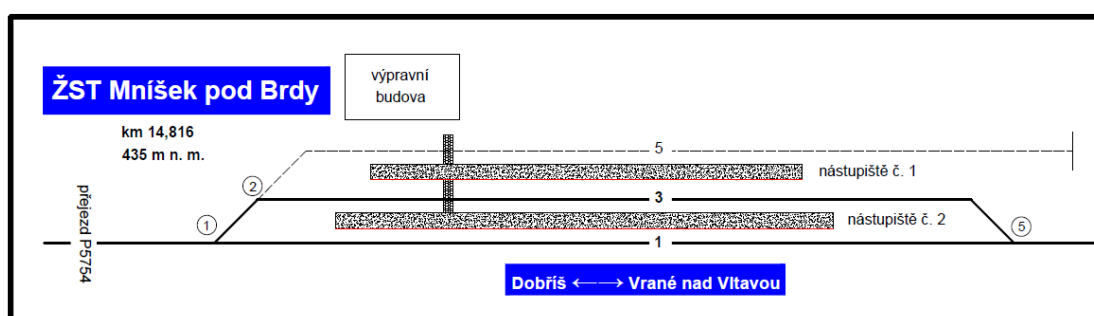 ŽST Mníšek pod Brdy
výpravní
budova
km 14,816
435 m n. m.
5
nástupiště č. 1
2
3
přejezd P5754
1
nástupiště č. 2
5
1
Dobříš ←→ Vrané nad Vltavou